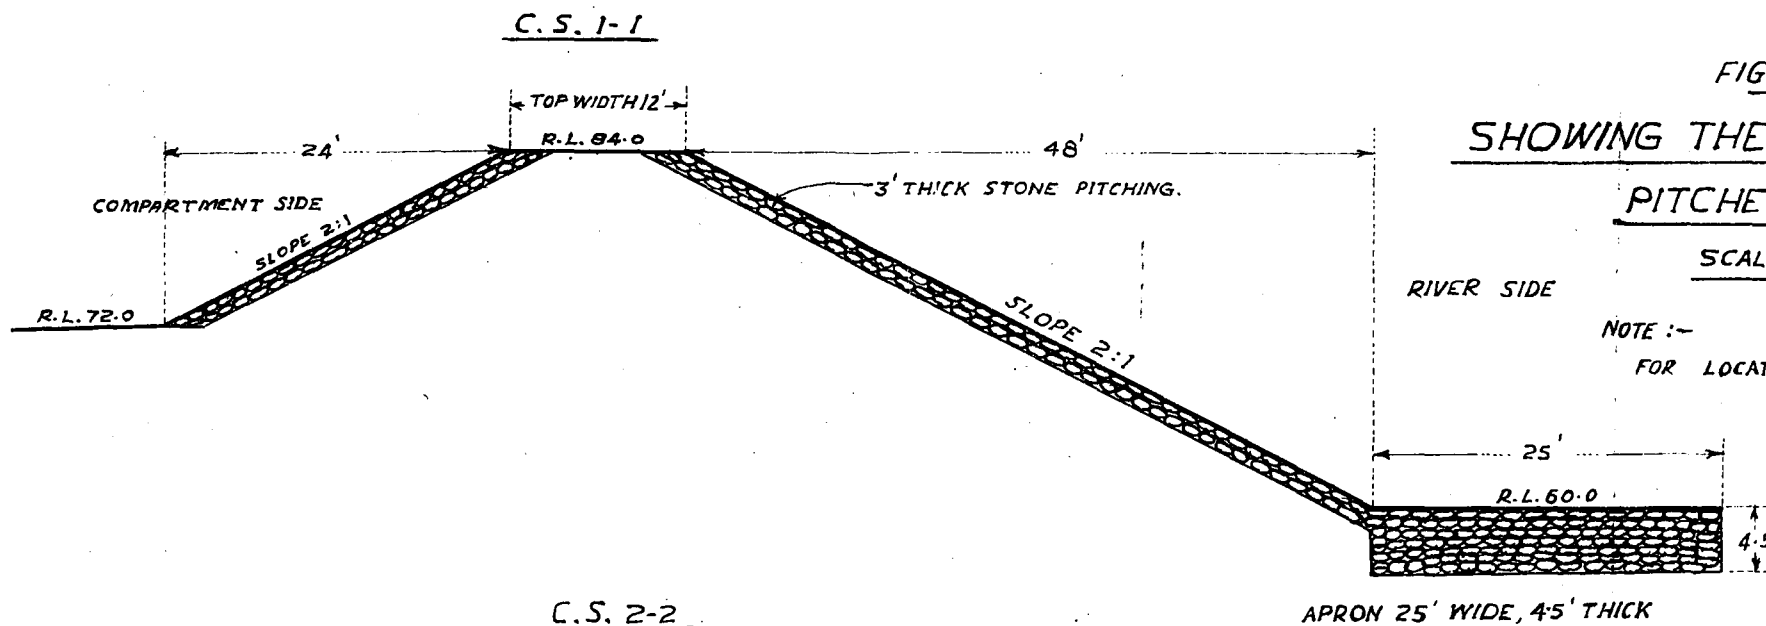 C. S. 1-1
FIG
TOP WIDTH 12'
SHOWING THE
24'
R.L. 84.0
48'
3' THICK STONE PITCHING.
COMPARTMENT SIDE
PITCHE
SLOPE 2:1
SCAL
RIVER SIDE
R.L. 72.0
SLOPE 2:1
NOTE :-
FOR LOCAT
25'
R.L. 60.0
4.5
C.S. 2-2
APRON 25' WIDE, 4.5' THICK